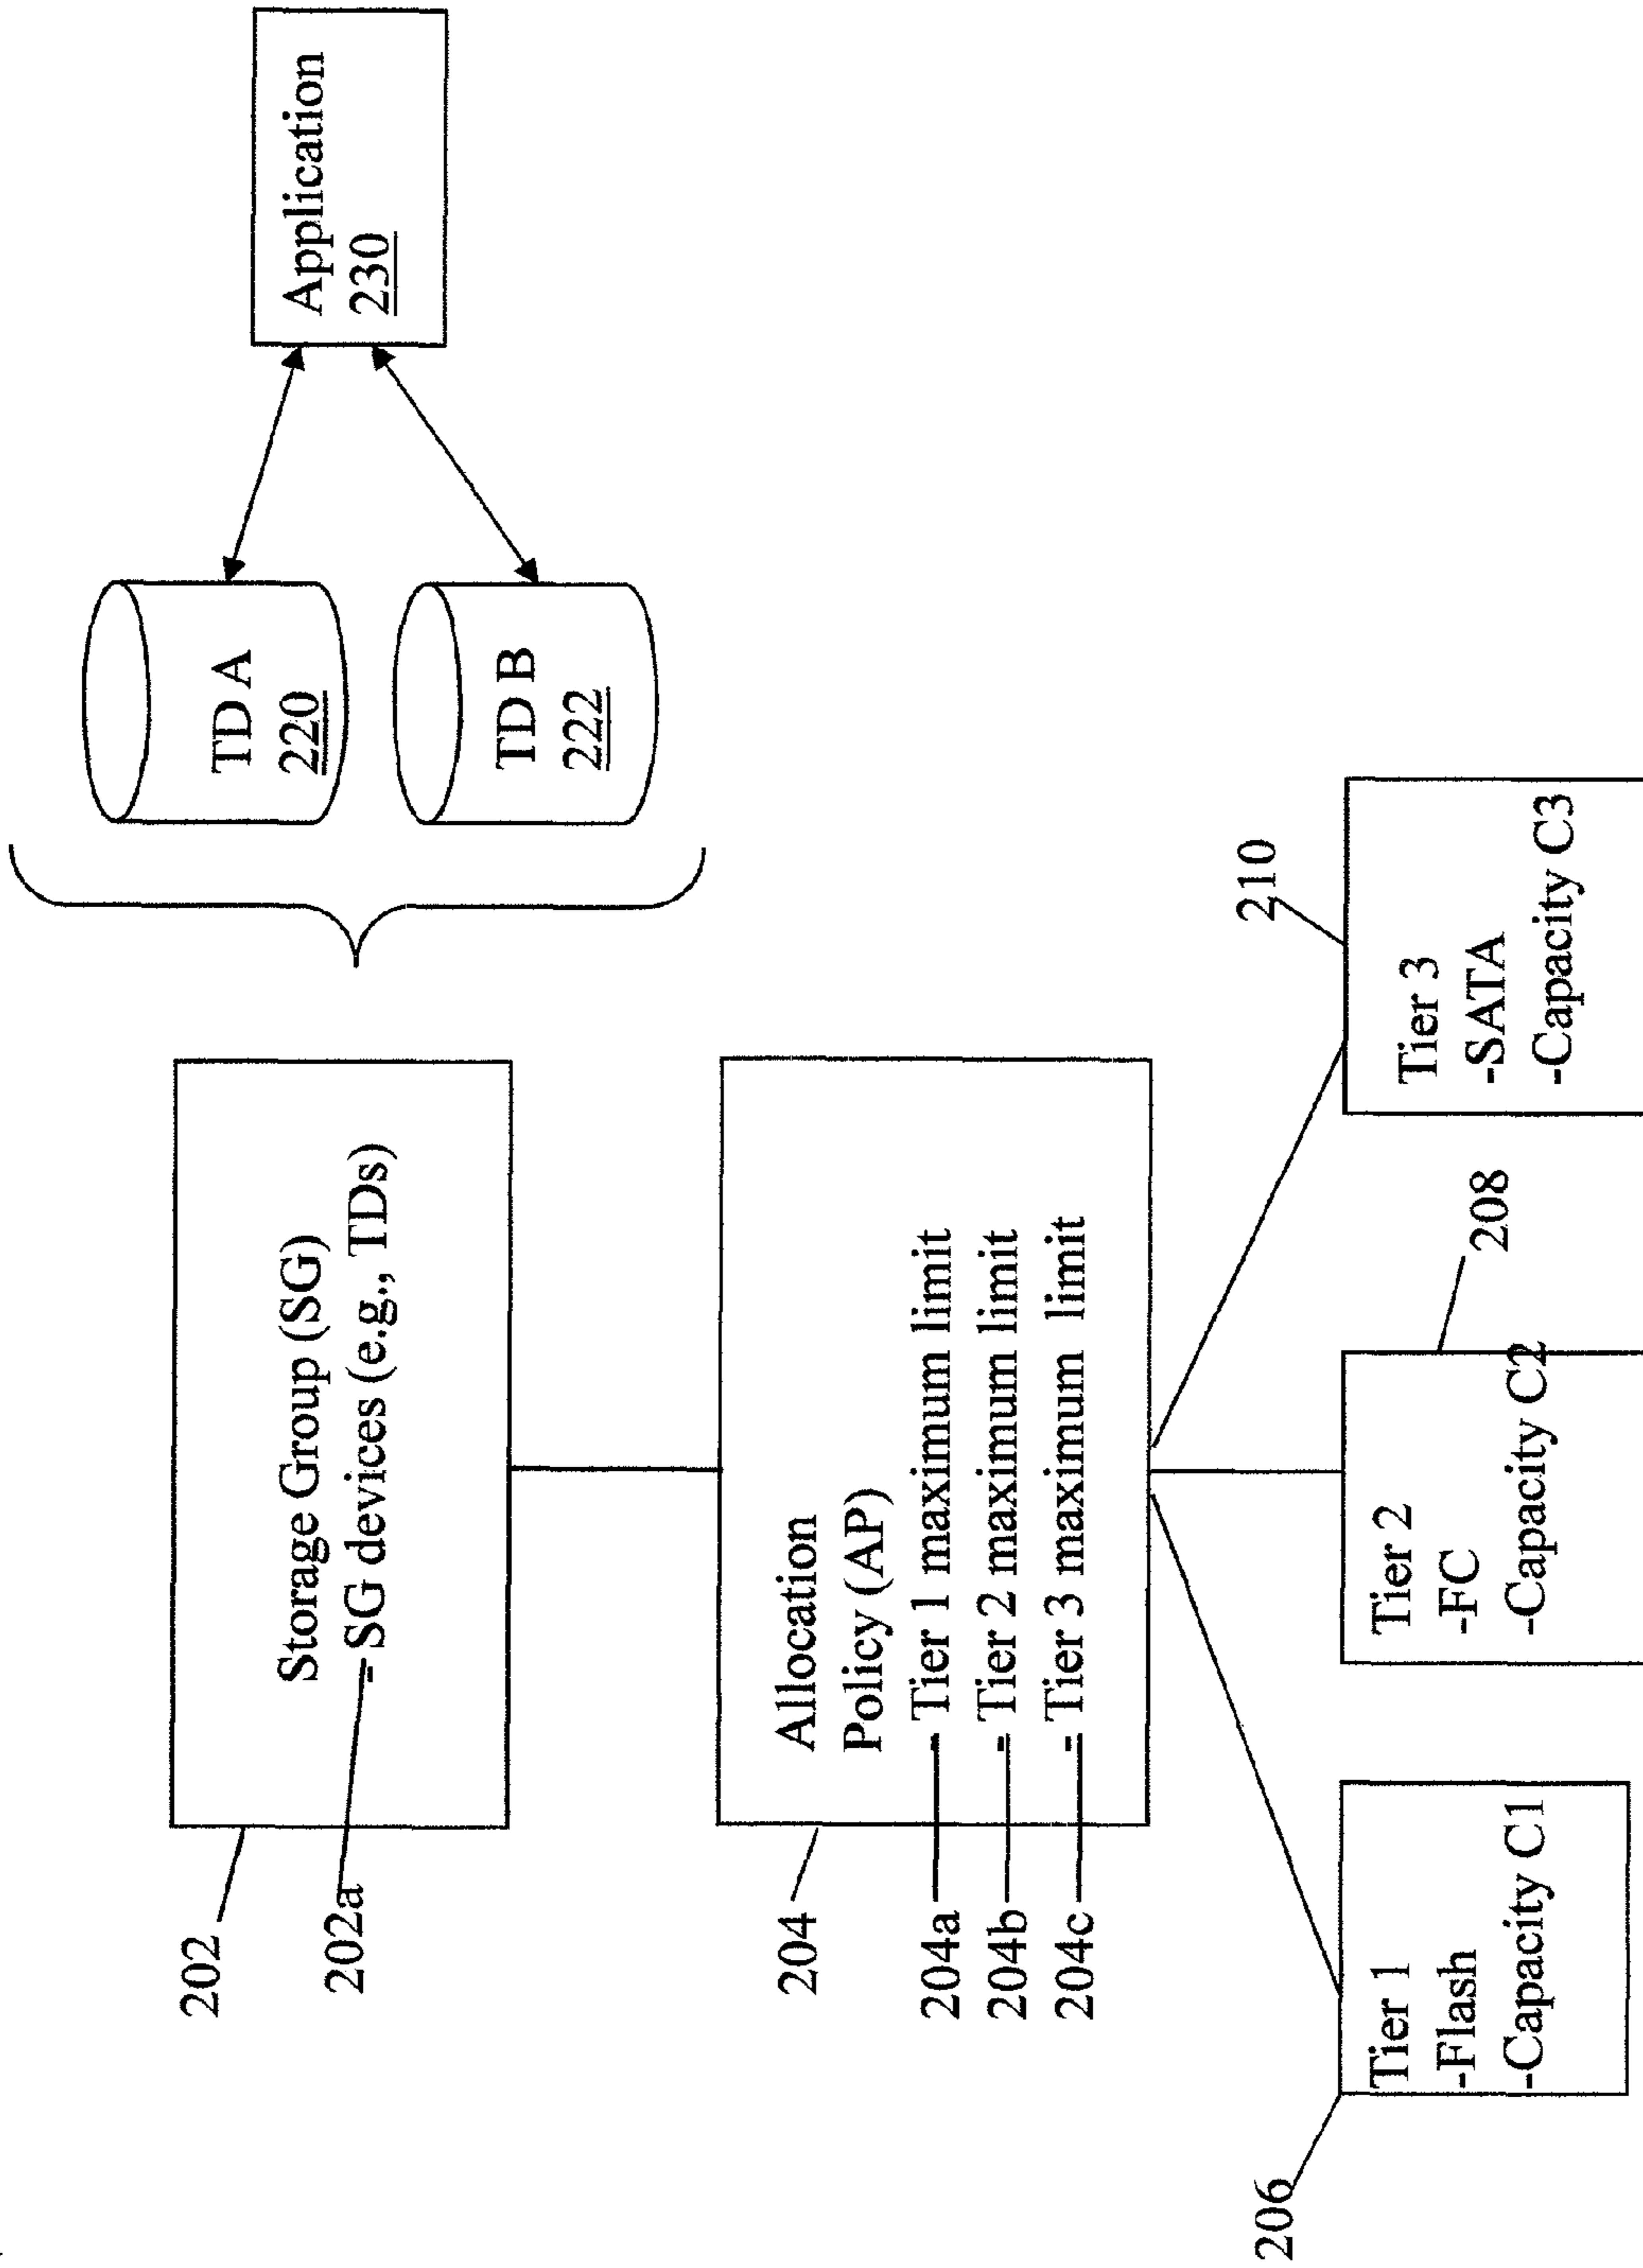 202
202a
Storage Group (SG)
- SG devices (e.g., TDs)
TD A
220
TD B
222
Application
230
204
204a
204b
204c
Allocation
Policy (AP)
- Tier 1 maximum limit
- Tier 2 maximum limit
- Tier 3 maximum limit
206
Tier 1
-Flash
-Capacity C1
Tier 2
-FC
-Capacity C2
208
210
Tier 3
-SATA
-Capacity C3